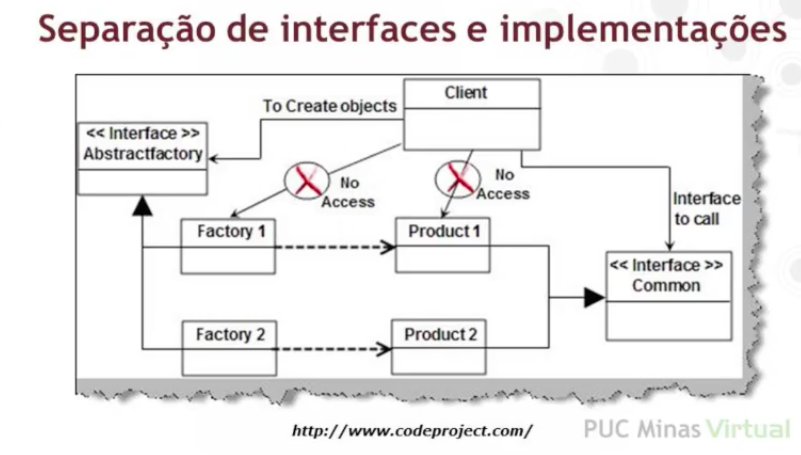 Separação de interfaces e implementações
Client
To Create objects
<< Interface >>
Abstractfactory
No
Access
No
Access
Interface
to call
Factory 1
Product 1
<< Interface >>
Common
Factory 2
Product 2
http://www.codeproject.com/
PUC Minas Virtual